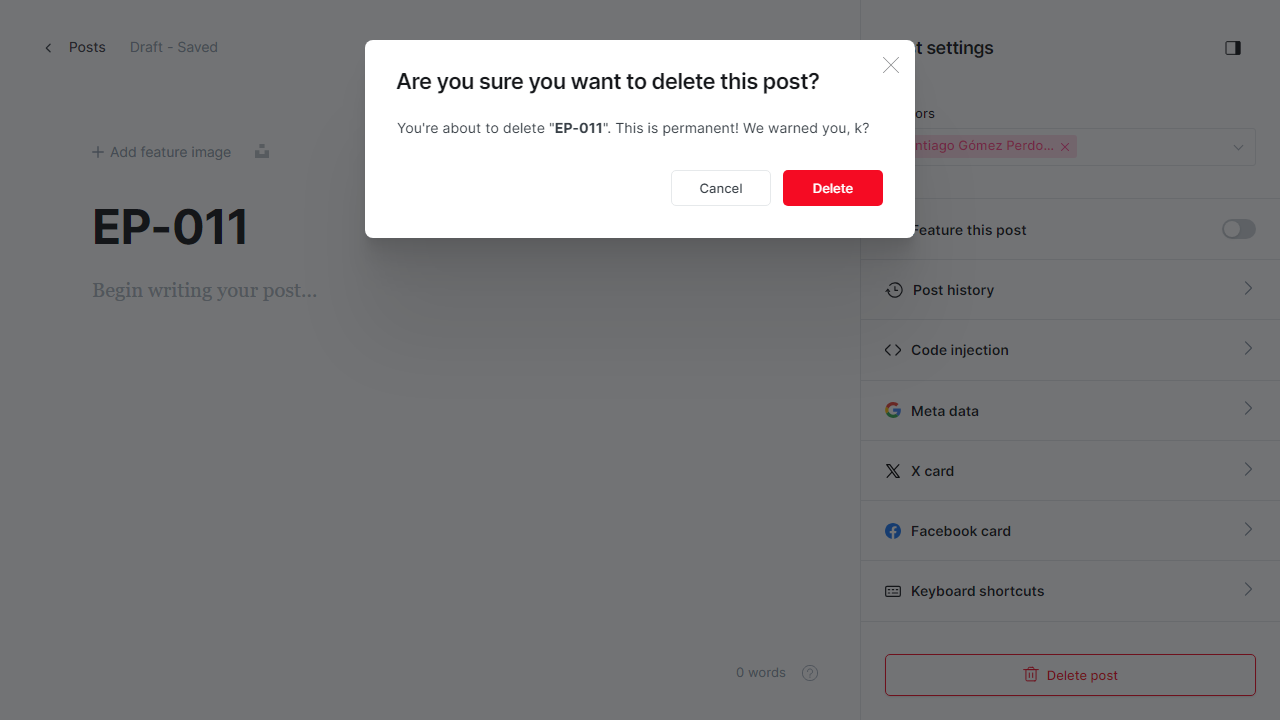 Posts
Draft - Saved
Are you sure you want to delete this post?
You're about to delete "EP-011". This is permanent! We warned you, k?
Cancel
Delete
settings
Add feature image
EP-011
Begin writing your post...
0 words
Gómez Perdo...
Feature this post
Post history
Code injection
Meta data
X card
Facebook card
Keyboard shortcuts
Delete post